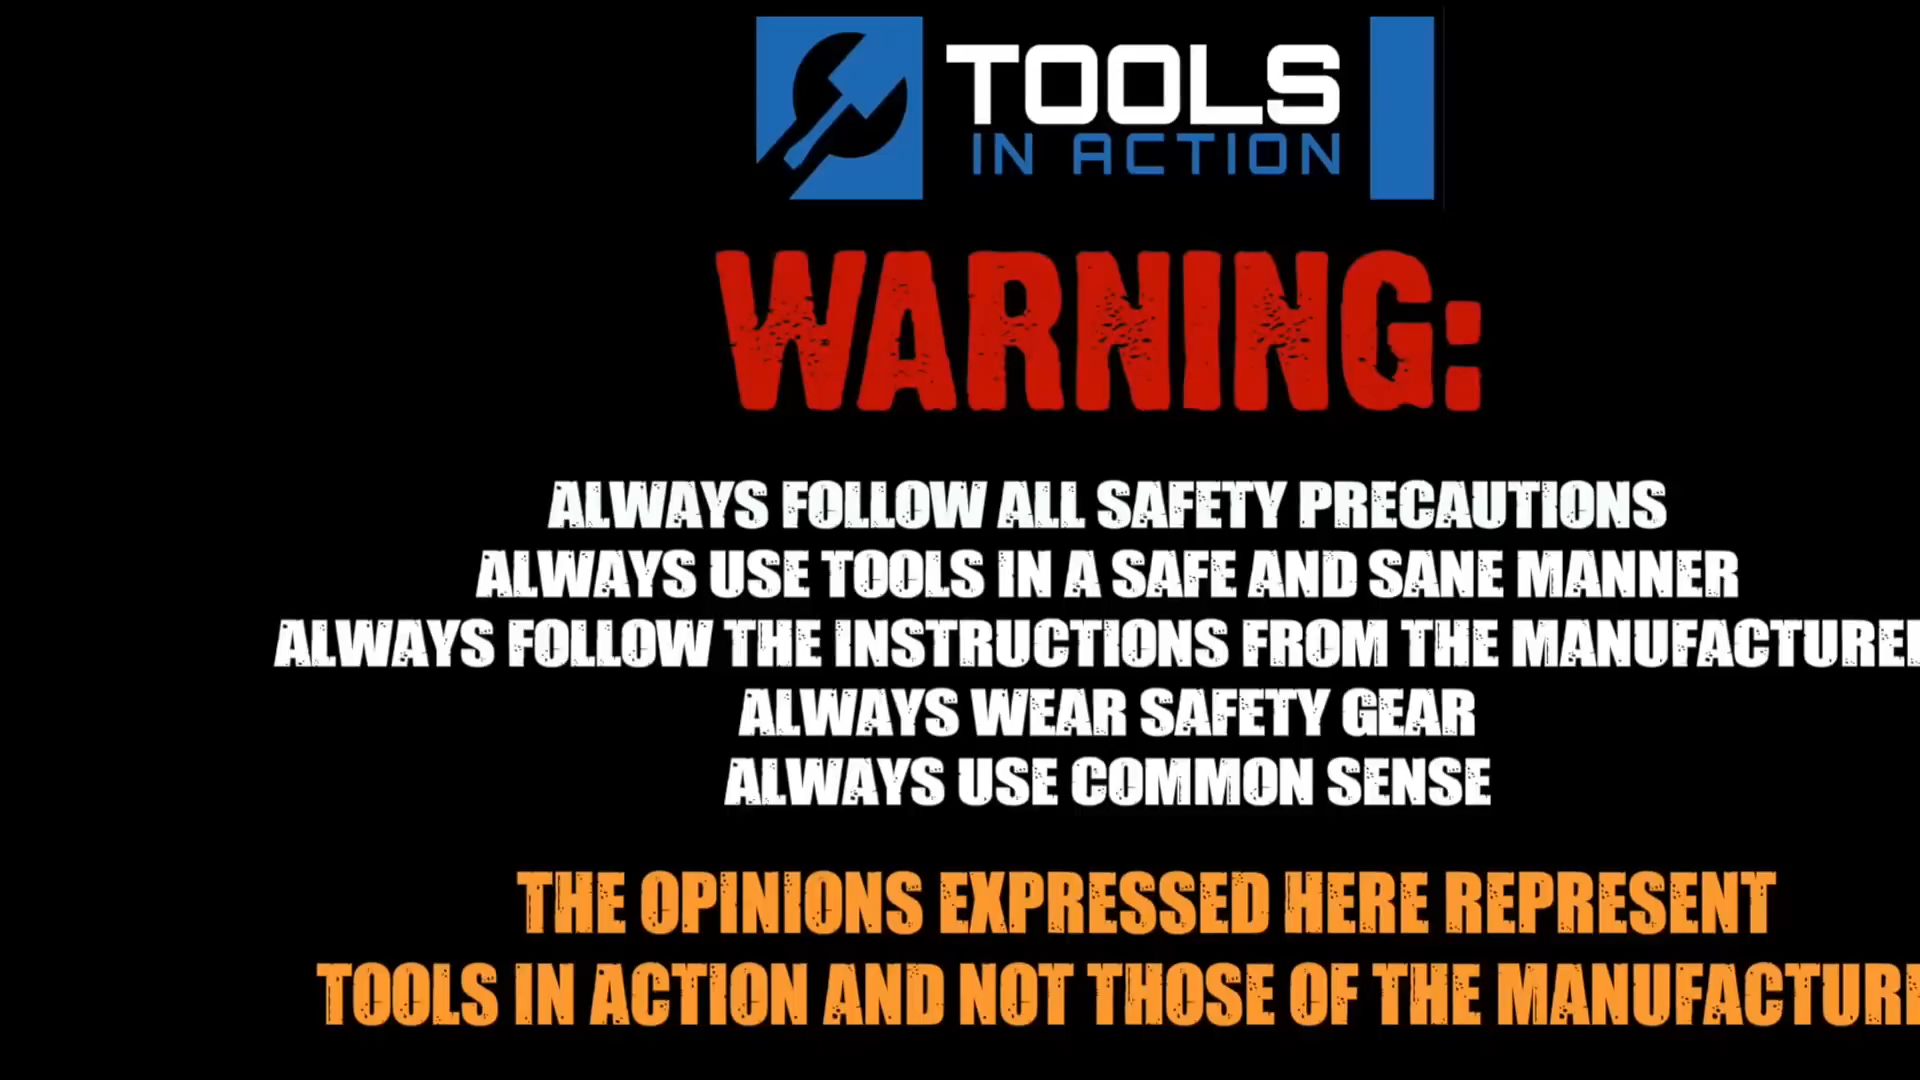 TOOLS
IN ACTION
WARNING:
ALWAYS FOLLOW ALL SAFETY PRECAUTIONS
ALWAYS USE TOOLS IN A SAFE AND SANE MANNER
ALWAYS FOLLOW THE INSTRUCTIONS FROM THE MANUFACTURER
ALWAYS WEAR SAFETY GEAR
ALWAYS USE COMMON SENSE
THE OPINIONS EXPRESSED HERE REPRESENT
TOOLS IN ACTION AND NOT THOSE OF THE MANUFACTUR